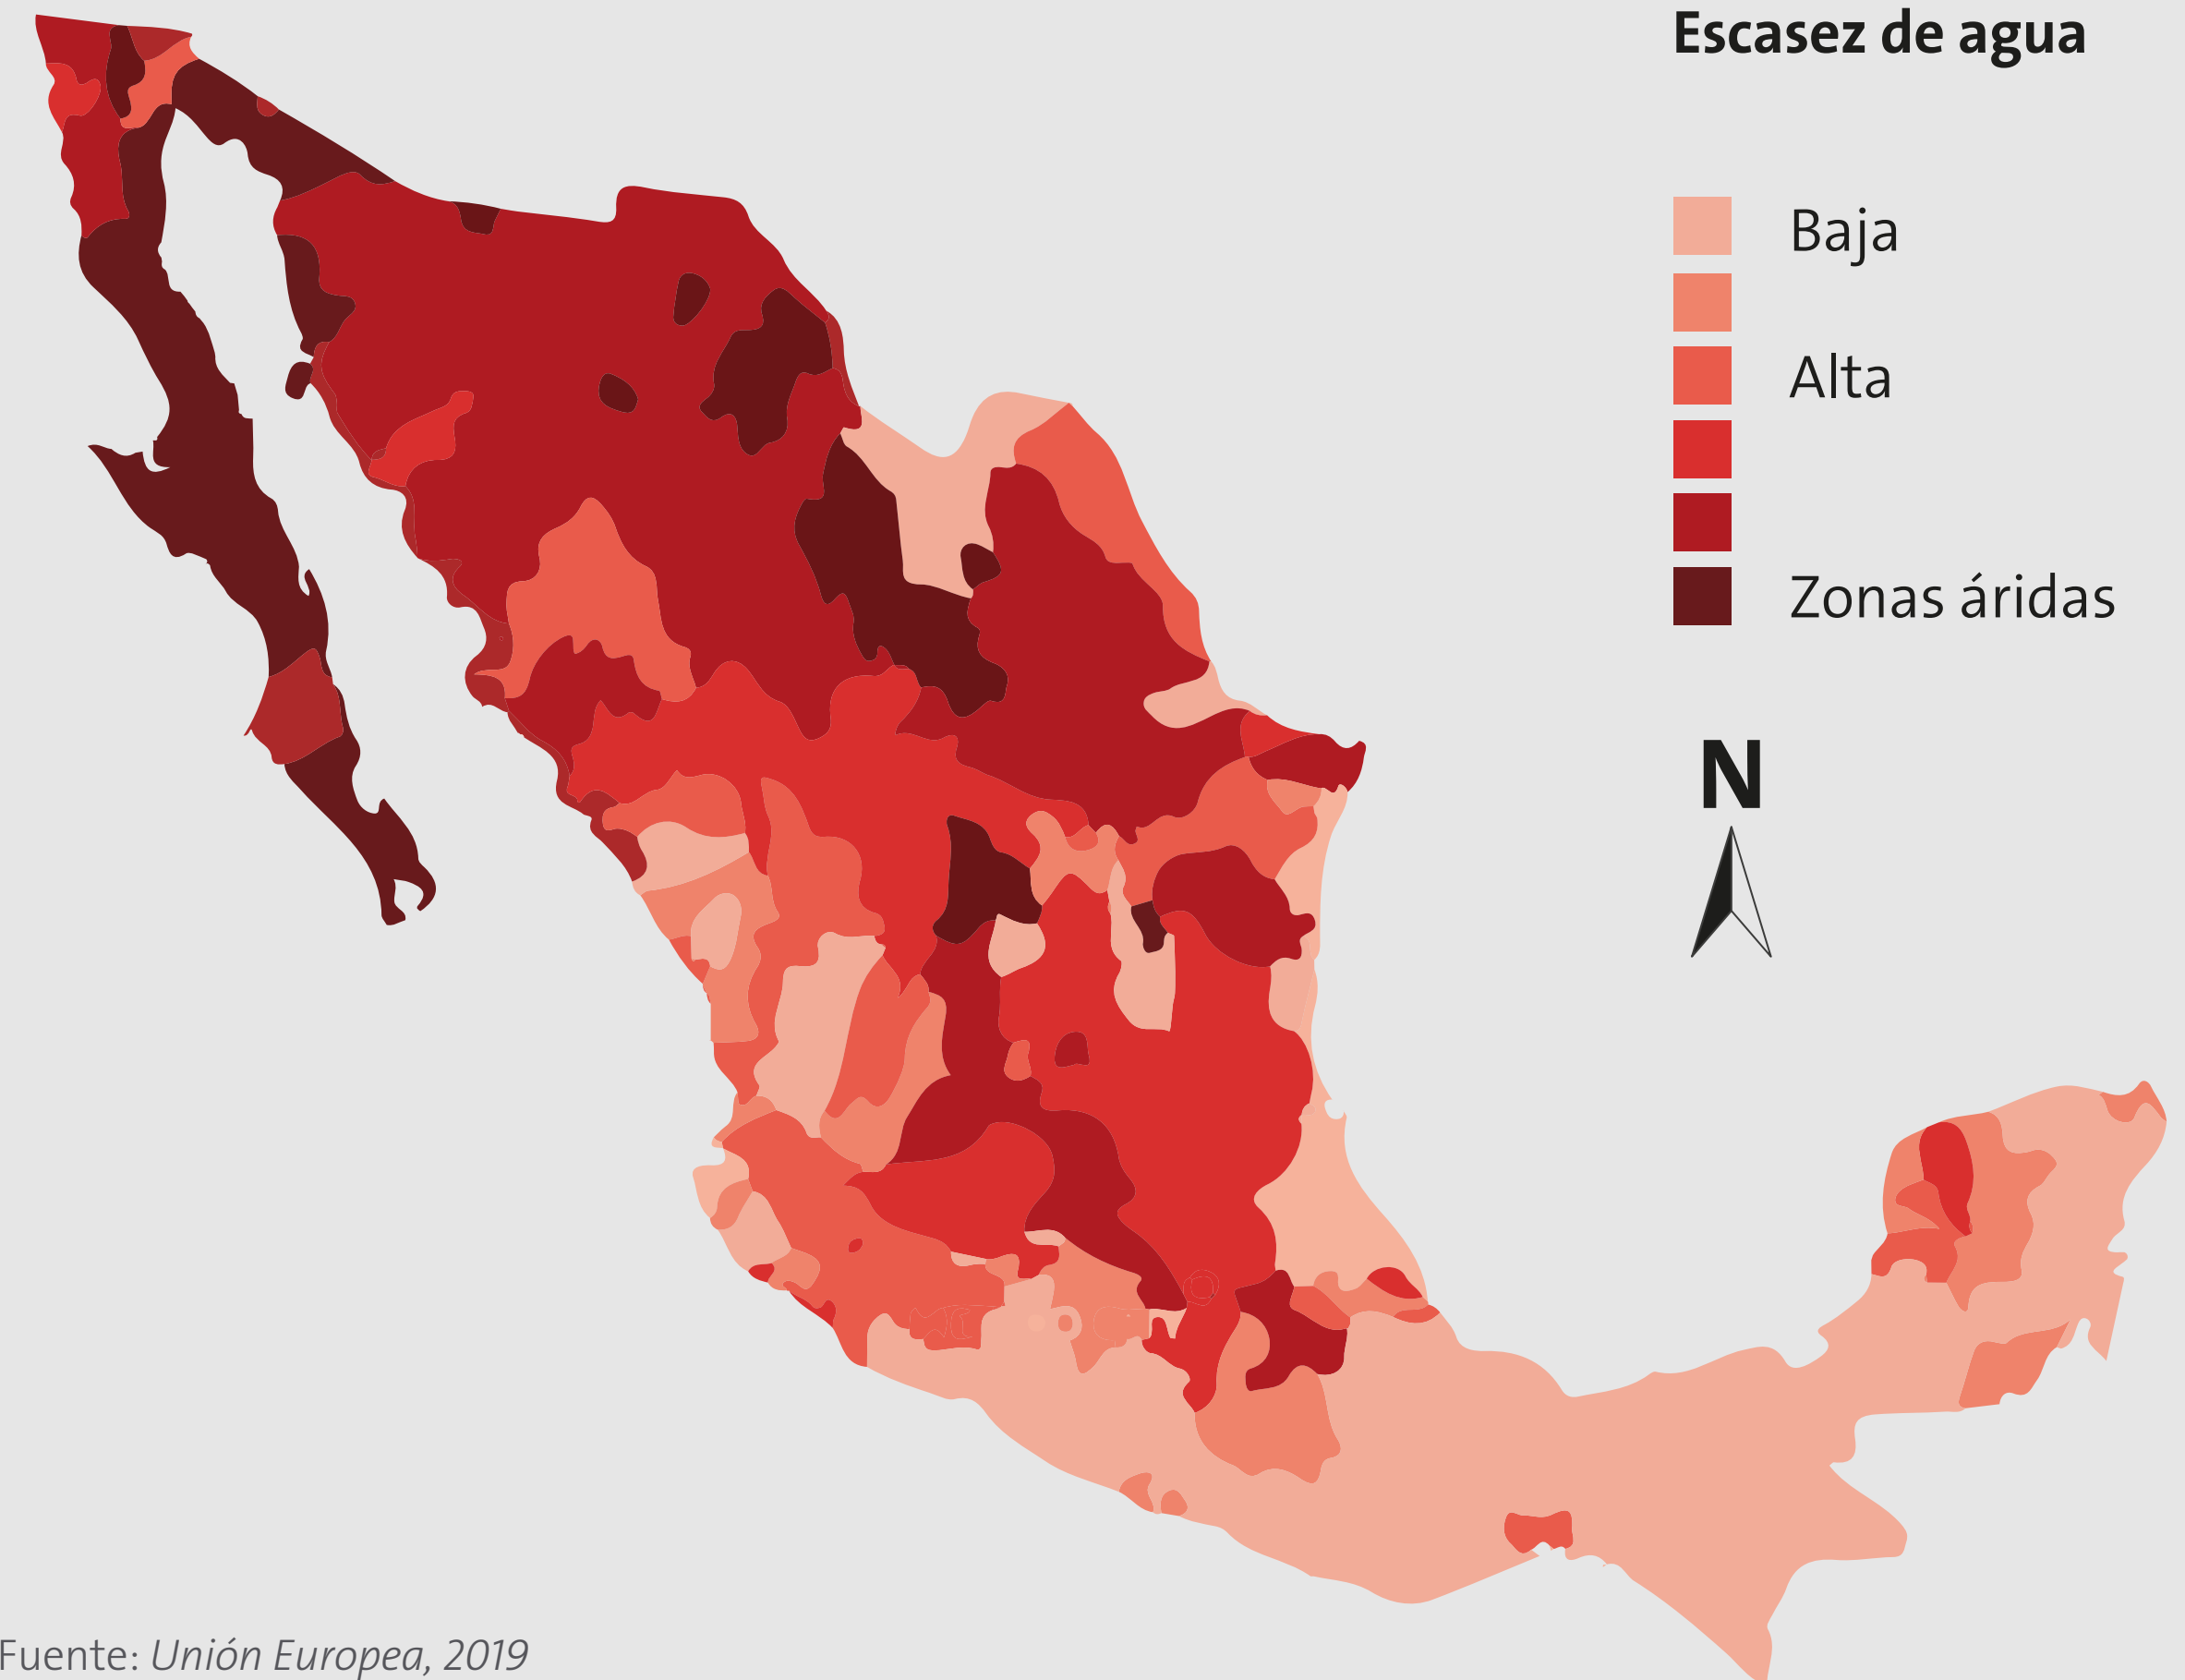 Escasez de agua
Baja
Alta
Zonas áridas
N
Fuente: Unión Europea, 2019